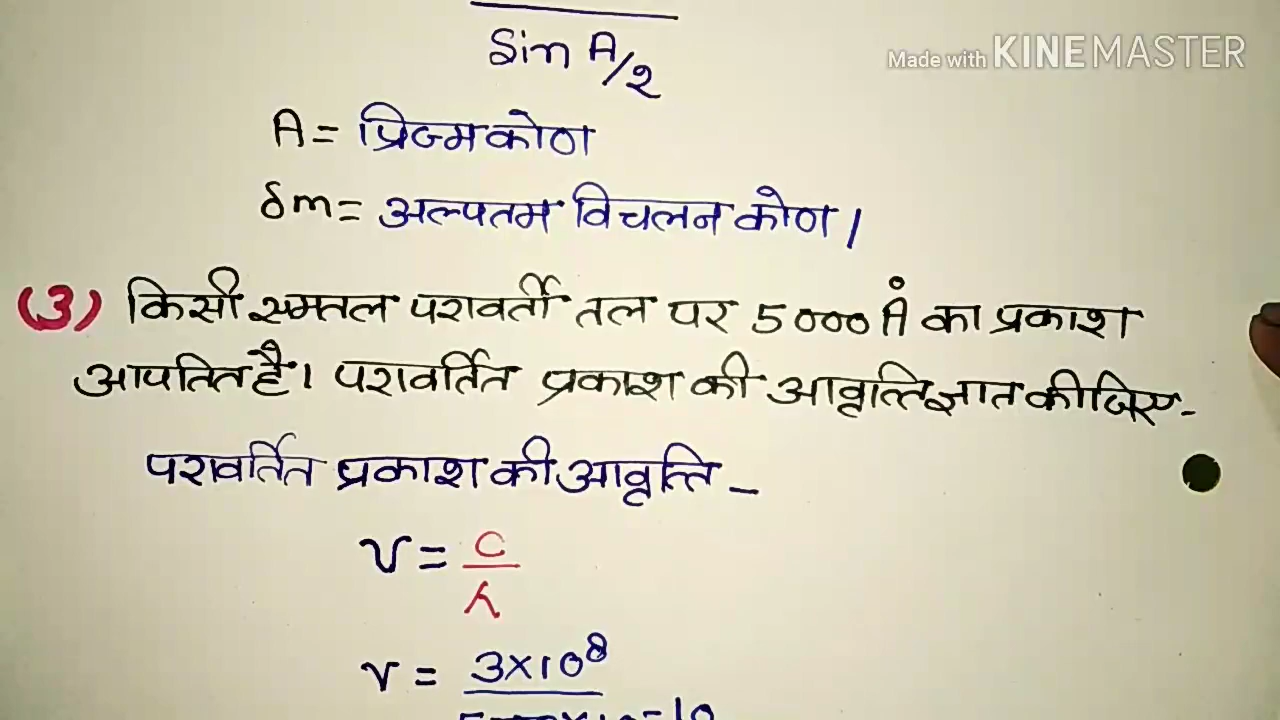 Made with KINEMASTER
Sin A/2
A = प्रिज्म कोण
δm = अल्पतम विचलन कोण।
(3) किसी समतल परावर्ती तल पर 5000Å का प्रकाश
आपतित है। परावर्तित प्रकाश की आवृत्ति ज्ञात कीजिए-
परावर्तित प्रकाश की आवृत्ति -
ν = c
λ
ν = 3×10⁸